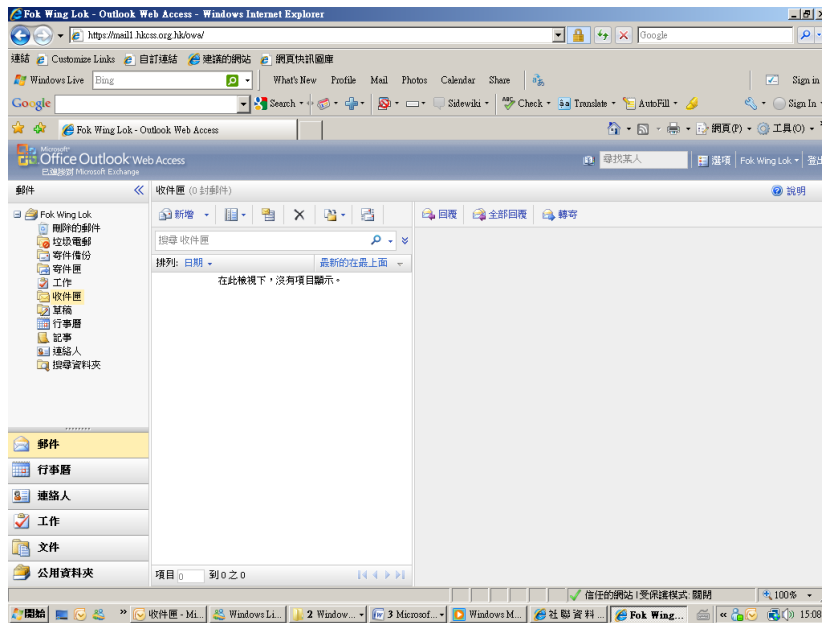 Fok Wing Lok - Outlook Web Access - Windows Internet Explorer
https://mail1.hkcss.org.hk/owa/
Google
連結 Customize Links 自訂連結 建議的網站 網頁快訊圖庫
Windows Live Bing What's New Profile Mail Photos Calendar Share Sign in
Google Search Sidewiki Check Translate AutoFill Sign In
Fok Wing Lok - Outlook Web Access 網頁(P) 工具(O)
Microsoft
Office Outlook Web Access
已連接到 Microsoft Exchange
尋找某人 選項 Fok Wing Lok 登出
郵件 收件匣 (0 封郵件) 說明
Fok Wing Lok
刪除的郵件
垃圾電郵
寄件備份
寄件匣
工作
收件匣
草稿
行事曆
記事
連絡人
搜尋資料夾
新增 回覆 全部回覆 轉寄
搜尋 收件匣
排列: 日期 最新的在最上面
在此檢視下，沒有項目顯示。
郵件
行事曆
連絡人
工作
文件
公用資料夾
項目 0 到 0 之 0
信任的網站 | 受保護模式: 關閉 100%
開始 收件匣 - Mi... Windows Li... 2 Window... 3 Microsof... Windows M... 社聯資料 ... Fok Wing... 15:08